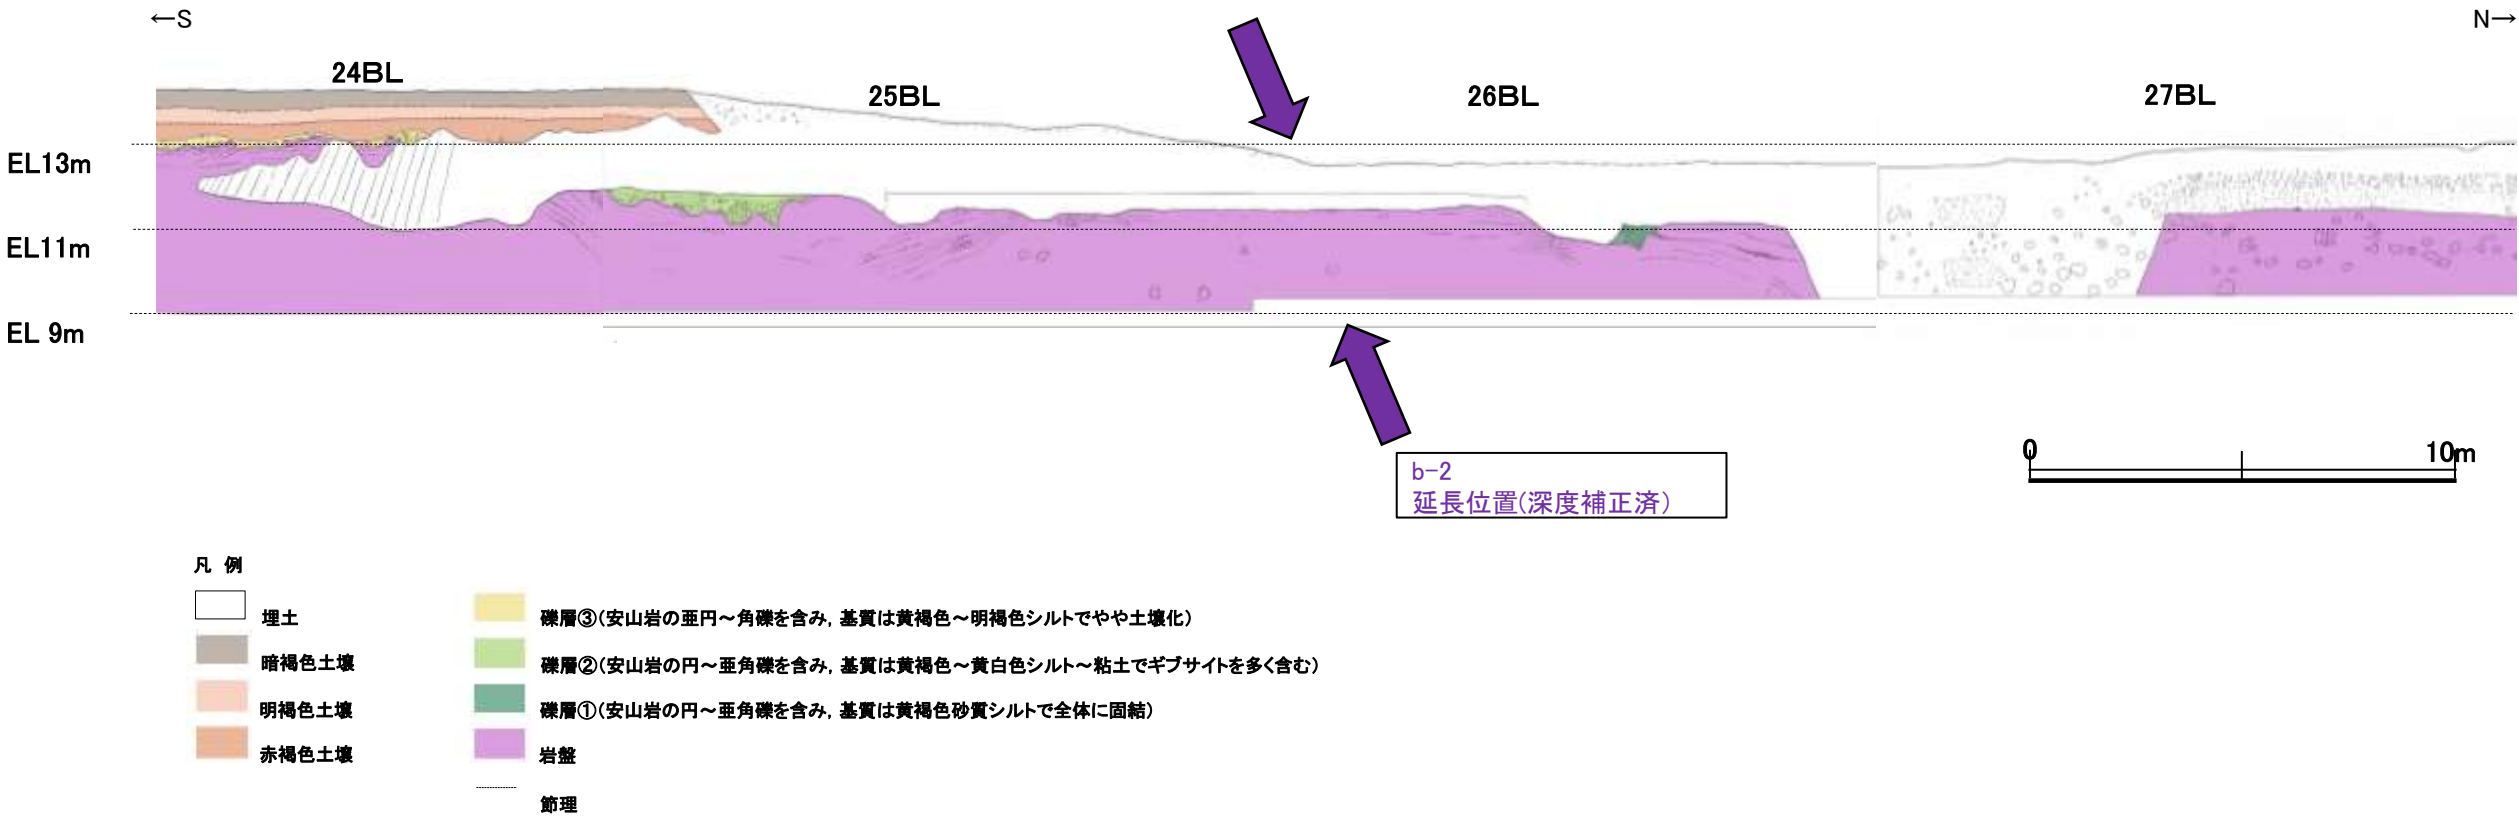 ←S
N→
24BL
25BL
26BL
27BL
EL13m
EL11m
EL 9m
b-2
延長位置(深度補正済)
0
10m
凡 例
埋土
暗褐色土壌
明褐色土壌
赤褐色土壌
礫層③(安山岩の亜円～角礫を含み, 基質は黄褐色～明褐色シルトでやや土壌化)
礫層②(安山岩の円～亜角礫を含み, 基質は黄褐色～黄白色シルト～粘土でギブサイトを多く含む)
礫層①(安山岩の円～亜角礫を含み, 基質は黄褐色砂質シルトで全体に固結)
岩盤
節理